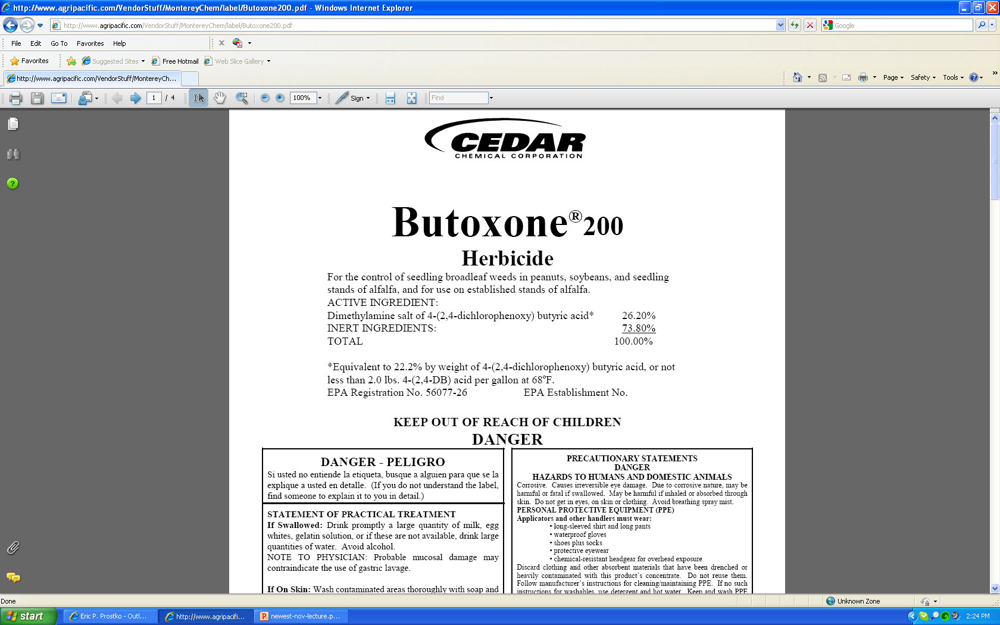 http://www.agripacific.com/VendorStuff/MontereyChem/label/Butoxone200.pdf - Windows Internet Explorer
http://www.agripacific.com/VendorStuff/MontereyChem/label/Butoxone200.pdf
Google
File Edit Go To Favorites Help
Favorites Suggested Sites Free Hotmail Web Slice Gallery
http://www.agripacific.com/VendorStuff/MontereyCh...
Page Safety Tools
1 / 4 100% Sign Find
CEDAR
CHEMICAL CORPORATION
Butoxone®200
Herbicide
For the control of seedling broadleaf weeds in peanuts, soybeans, and seedling
stands of alfalfa, and for use on established stands of alfalfa.
ACTIVE INGREDIENT:
Dimethylamine salt of 4-(2,4-dichlorophenoxy) butyric acid* 26.20%
INERT INGREDIENTS: 73.80%
TOTAL 100.00%
*Equivalent to 22.2% by weight of 4-(2,4-dichlorophenoxy) butyric acid, or not
less than 2.0 lbs. 4-(2,4-DB) acid per gallon at 68°F.
EPA Registration No. 56077-26 EPA Establishment No.
KEEP OUT OF REACH OF CHILDREN
DANGER
DANGER - PELIGRO
Si usted no entiende la etiqueta, busque a alguien para que se la
explique a usted en detalle. (If you do not understand the label,
find someone to explain it to you in detail.)
STATEMENT OF PRACTICAL TREATMENT
If Swallowed: Drink promptly a large quantity of milk, egg
whites, gelatin solution, or if these are not available, drink large
quantities of water. Avoid alcohol.
NOTE TO PHYSICIAN: Probable mucosal damage may
contraindicate the use of gastric lavage.
If On Skin: Wash contaminated areas thoroughly with soap and
PRECAUTIONARY STATEMENTS
DANGER
HAZARDS TO HUMANS AND DOMESTIC ANIMALS
Corrosive. Causes irreversible eye damage. Due to corrosive nature, may be
harmful or fatal if swallowed. May be harmful if inhaled or absorbed through
skin. Do not get in eyes, on skin or clothing. Avoid breathing spray mist.
PERSONAL PROTECTIVE EQUIPMENT (PPE)
Applicators and other handlers must wear:
• long-sleeved shirt and long pants
• waterproof gloves
• shoes plus socks
• protective eyewear
• chemical-resistant headgear for overhead exposure
Discard clothing and other absorbent materials that have been drenched or
heavily contaminated with this product's concentrate. Do not reuse them.
Follow manufacturer's instructions for cleaning/maintaining PPE. If no such
instructions for washables, use detergent and hot water. Keep and wash PPE
Done
Unknown Zone
start Eric P. Prostko - Outl... http://www.agripacifi... newest-nov-lecture.p... 2:24 PM